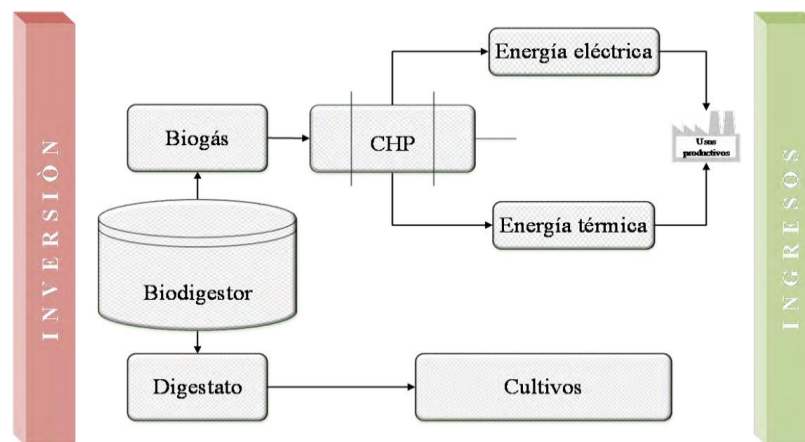 INVERSIÒN
Energía eléctrica
Biogás
CHP
Usos
productivos
Energía térmica
Biodigestor
Digestato
Cultivos
INGRESOS